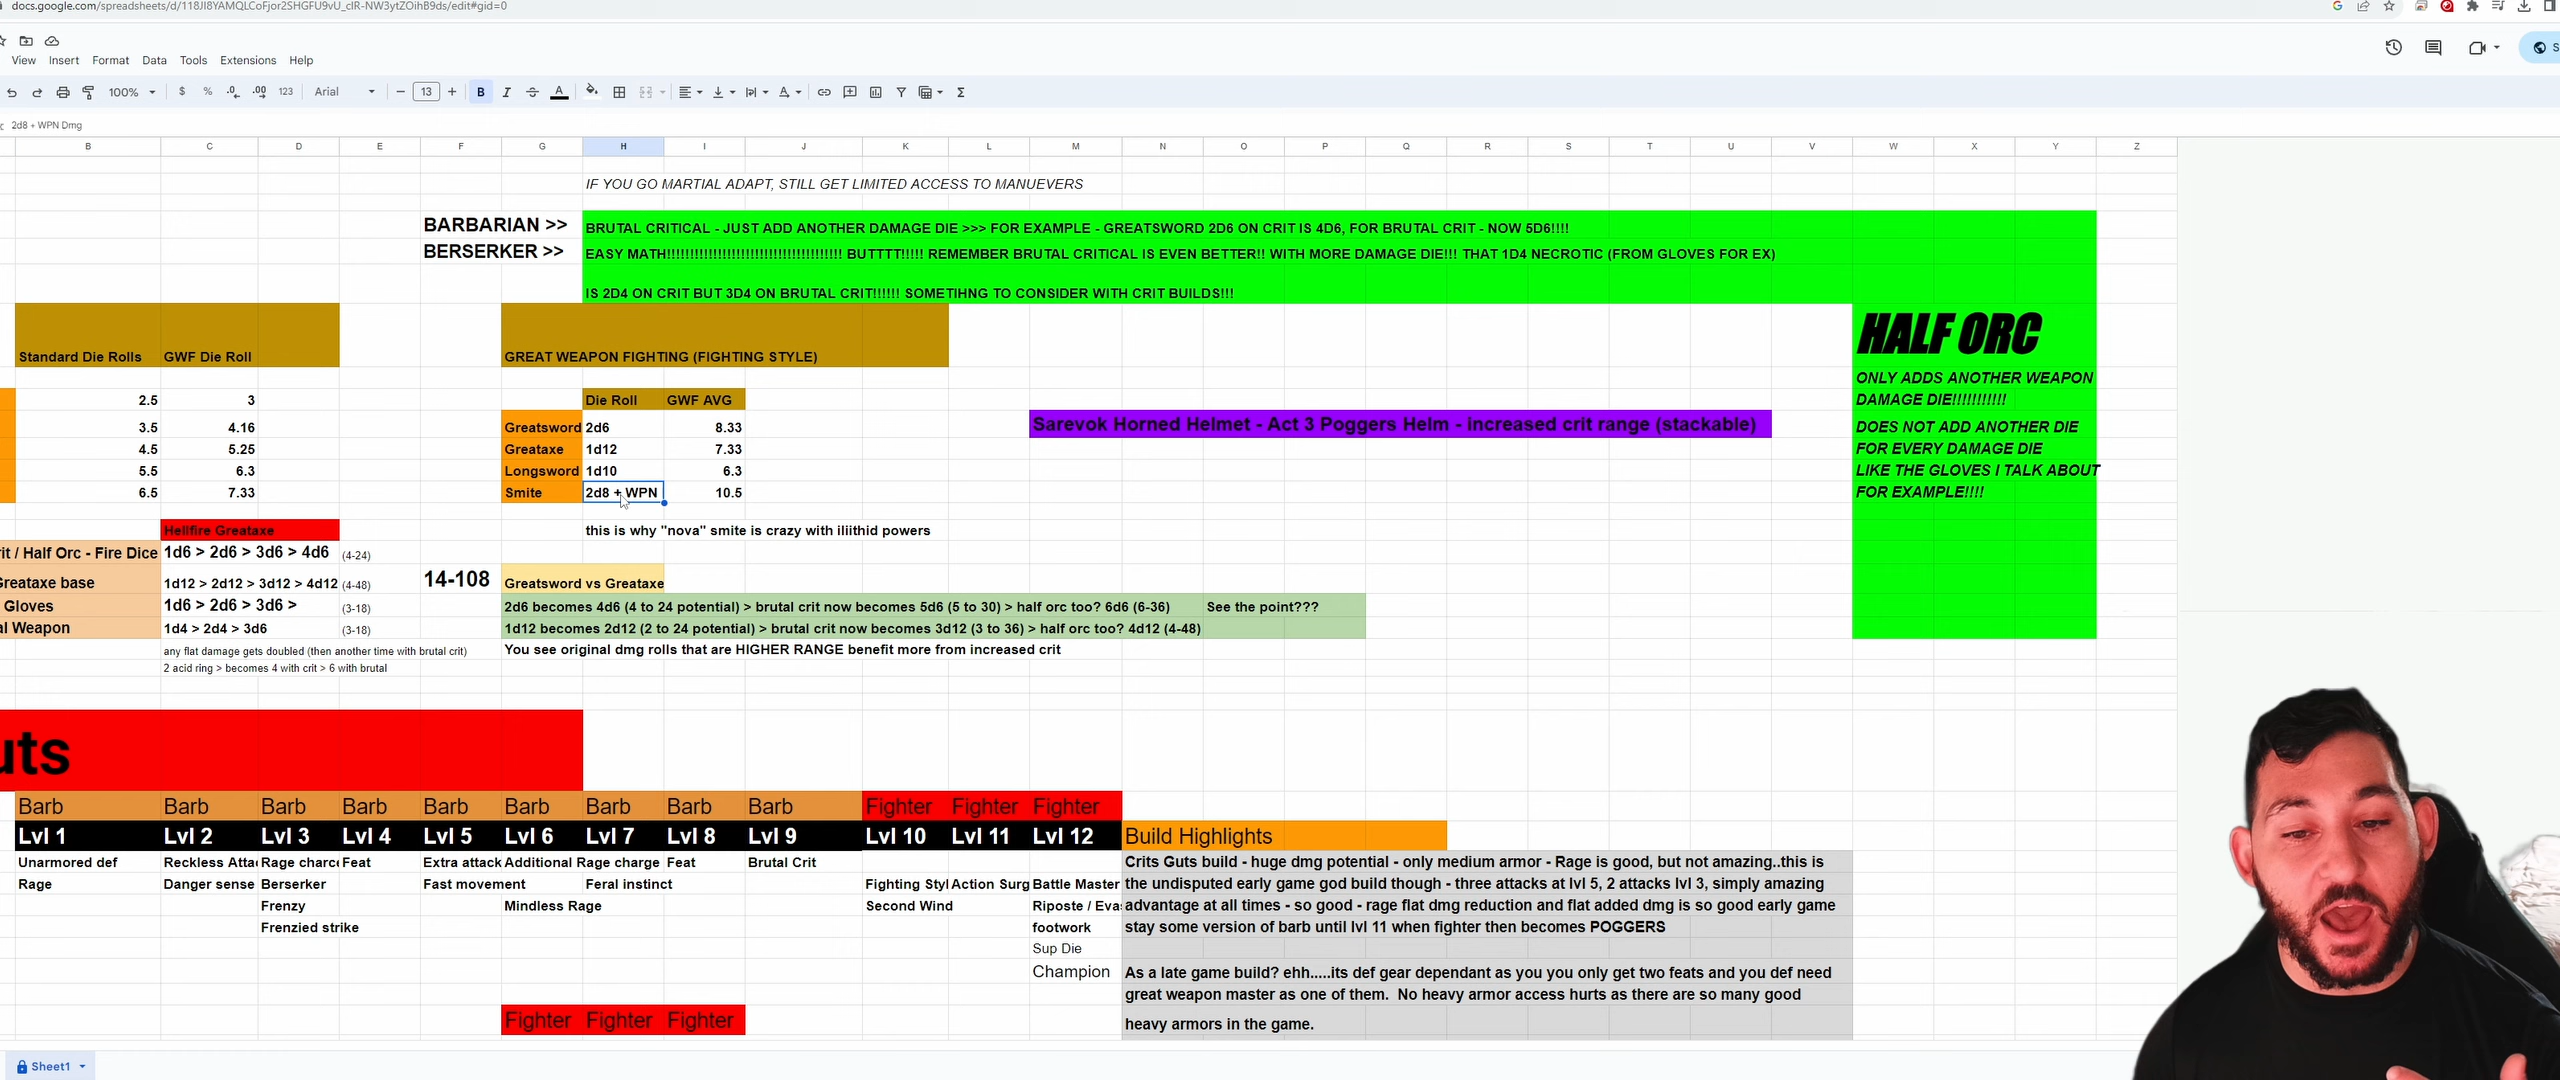 docs.google.com/spreadsheets/d/118JI8YAMQLCoFjor2SHGFU9vU_clR-NW3ytZOihB9ds/edit#gid=0
View Insert Format Data Tools Extensions Help
100% $ % .0 .00 123 Arial 13 B I A
2d8 + WPN Dmg
B C D E F G H I J K L M N O P Q R S T U V W X Y Z
IF YOU GO MARTIAL ADAPT, STILL GET LIMITED ACCESS TO MANUEVERS
BARBARIAN >> BRUTAL CRITICAL - JUST ADD ANOTHER DAMAGE DIE >>> FOR EXAMPLE - GREATSWORD 2D6 ON CRIT IS 4D6, FOR BRUTAL CRIT - NOW 5D6!!!!
BERSERKER >> EASY MATH!!!!!!!!!!!!!!!!!!!!!!!!!!!!!!!!!!!!!! BUTTTT!!!!! REMEMBER BRUTAL CRITICAL IS EVEN BETTER!! WITH MORE DAMAGE DIE!!! THAT 1D4 NECROTIC (FROM GLOVES FOR EX)
IS 2D4 ON CRIT BUT 3D4 ON BRUTAL CRIT!!!!!! SOMETIHNG TO CONSIDER WITH CRIT BUILDS!!!
HALF ORC
Standard Die Rolls GWF Die Roll GREAT WEAPON FIGHTING (FIGHTING STYLE)
ONLY ADDS ANOTHER WEAPON
2.5 3 Die Roll GWF AVG DAMAGE DIE!!!!!!!!!!!
3.5 4.16 Greatsword 2d6 8.33 Sarevok Horned Helmet - Act 3 Poggers Helm - Increased crit range (stackable) DOES NOT ADD ANOTHER DIE
4.5 5.25 Greataxe 1d12 7.33 FOR EVERY DAMAGE DIE
5.5 6.3 Longsword 1d10 6.3 LIKE THE GLOVES I TALK ABOUT
6.5 7.33 Smite 2d8 + WPN 10.5 FOR EXAMPLE!!!!
Hellfire Greataxe this is why "nova" smite is crazy with iliithid powers
rit / Half Orc - Fire Dice 1d6 > 2d6 > 3d6 > 4d6 (4-24)
Greataxe base 1d12 > 2d12 > 3d12 > 4d12 (4-48) 14-108 Greatsword vs Greataxe
Gloves 1d6 > 2d6 > 3d6 > (3-18) 2d6 becomes 4d6 (4 to 24 potential) > brutal crit now becomes 5d6 (5 to 30) > half orc too? 6d6 (6-36) See the point???
al Weapon 1d4 > 2d4 > 3d6 (3-18) 1d12 becomes 2d12 (2 to 24 potential) > brutal crit now becomes 3d12 (3 to 36) > half orc too? 4d12 (4-48)
any flat damage gets doubled (then another time with brutal crit) You see original dmg rolls that are HIGHER RANGE benefit more from increased crit
2 acid ring > becomes 4 with crit > 6 with brutal
uts
Barb Barb Barb Barb Barb Barb Barb Barb Barb Fighter Fighter Fighter
Lvl 1 Lvl 2 Lvl 3 Lvl 4 Lvl 5 Lvl 6 Lvl 7 Lvl 8 Lvl 9 Lvl 10 Lvl 11 Lvl 12 Build Highlights
Unarmored def Reckless Atta Rage charc Feat Extra attack Additional Rage charge Feat Brutal Crit Crits Guts build - huge dmg potential - only medium armor - Rage is good, but not amazing..this is
Rage Danger sense Berserker Fast movement Feral instinct Fighting Styl Action Surg Battle Master the undisputed early game god build though - three attacks at lvl 5, 2 attacks lvl 3, simply amazing
Frenzy Mindless Rage Second Wind Riposte / Eva advantage at all times - so good - rage flat dmg reduction and flat added dmg is so good early game
Frenzied strike footwork stay some version of barb until lvl 11 when fighter then becomes POGGERS
Sup Die
Champion As a late game build? ehh.....its def gear dependant as you you only get two feats and you def need
great weapon master as one of them. No heavy armor access hurts as there are so many good
Fighter Fighter Fighter heavy armors in the game.
Sheet1